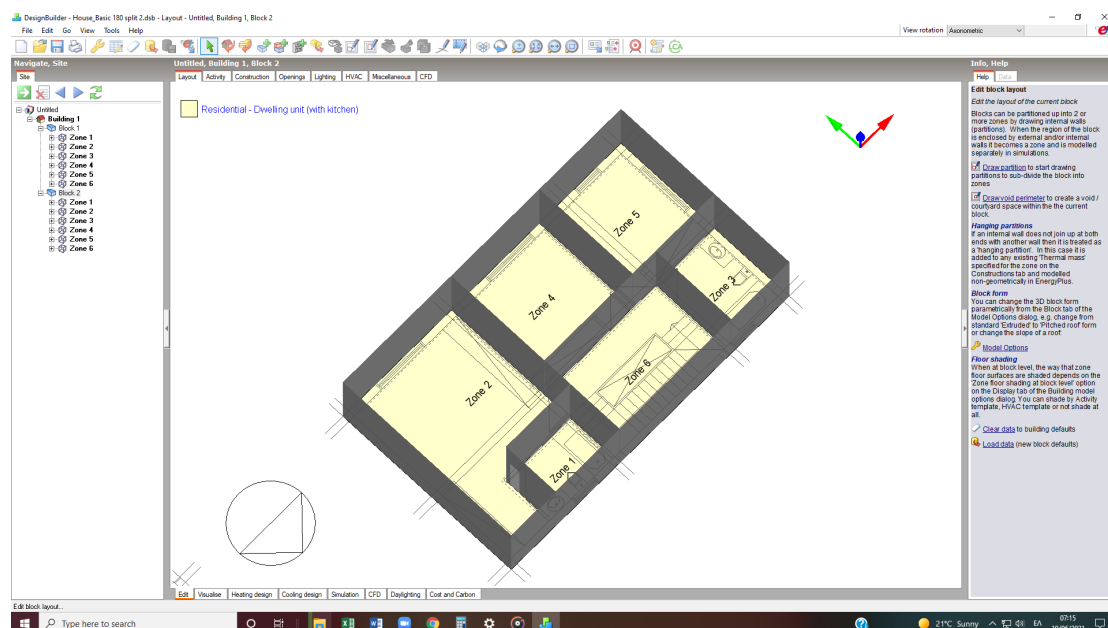 DesignBuilder - House_Basic 180 split 2.dsb - Layout - Untitled, Building 1, Block 2
File Edit Go View Tools Help
View rotation Axonometric
Navigate, Site
Site
Untitled
Building 1
Block 1
Zone 1
Zone 2
Zone 3
Zone 4
Zone 5
Zone 6
Block 2
Zone 1
Zone 2
Zone 3
Zone 4
Zone 5
Zone 6
Untitled, Building 1, Block 2
Layout Activity Construction Openings Lighting HVAC Miscellaneous CFD
Residential - Dwelling unit (with kitchen)
Zone 5
Zone 3
Zone 4
Zone 6
Zone 2
Zone 1
Edit Visualise Heating design Cooling design Simulation CFD Daylighting Cost and Carbon
Info, Help
Help Data
Edit block layout
Edit the layout of the current block
Blocks can be partitioned up into 2 or
more zones by drawing internal walls
(partitions). When the region of the block
is enclosed by external and/or internal
walls it becomes a zone and is modelled
separately in simulations.
Draw partition to start drawing
partitions to sub-divide the block into
zones
Draw void perimeter to create a void /
courtyard space within the the current
block.
Hanging partitions
If an internal wall does not join up at both
ends with another wall then it is treated as
a 'hanging partition'. In this case it is
added to any existing 'Thermal mass'
specified for the zone on the
Constructions tab and modelled
non-geometrically in EnergyPlus.
Block form
You can change the 3D block form
parametrically from the Block tab of the
Model Options dialog, e.g. change from
standard 'Extruded' to 'Pitched roof' form
or change the slope of a roof.
Model Options
Floor shading
When at block level, the way that zone
floor surfaces are shaded depends on the
'Zone floor shading at block level' option
on the Display tab of the Building model
options dialog. You can shade by Activity
template, HVAC template or not shade at
all.
Clear data to building defaults
Load data (new block defaults)
Edit block layout...
Type here to search
21°C Sunny
ΕΛ
07:15